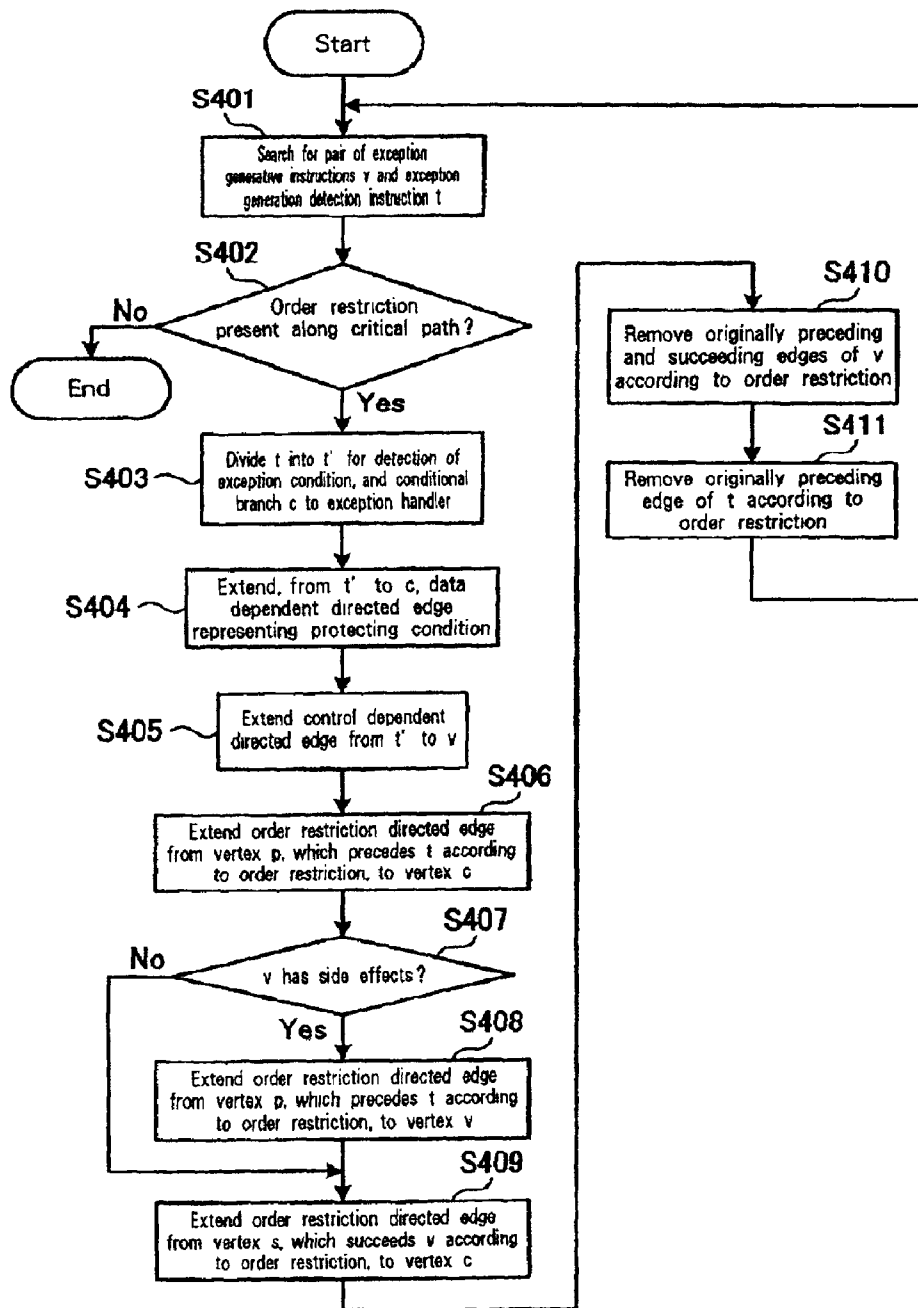 Start
S401
Search for pair of exception
generative instructions v and exception
generation detection instruction t
S402
Order restriction
present along critical path?
No
End
Yes
S403
Divide t into t' for detection of
exception condition, and conditional
branch c to exception handler
S404
Extend, from t' to c, data
dependent directed edge
representing protecting condition
S405
Extend control dependent
directed edge from t' to v
S406
Extend order restriction directed edge
from vertex p, which precedes t according
to order restriction, to vertex c
S407
No
v has side effects?
Yes
S408
Extend order restriction directed edge
from vertex p, which precedes t according
to order restriction, to vertex v
S409
Extend order restriction directed edge
from vertex s, which succeeds v according
to order restriction, to vertex c
S410
Remove originally preceding
and succeeding edges of v
according to order restriction
S411
Remove originally preceding
edge of t according to
order restriction